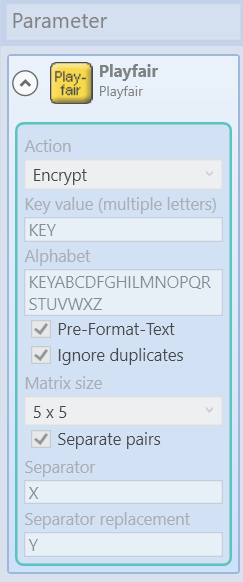 Parameter
Play-
fair
Playfair
Playfair
Action
Encrypt
Key value (multiple letters)
KEY
Alphabet
KEYABCDFGHILMNOPQR
STUVWXZ
Pre-Format-Text
Ignore duplicates
Matrix size
5 x 5
Separate pairs
Separator
X
Separator replacement
Y